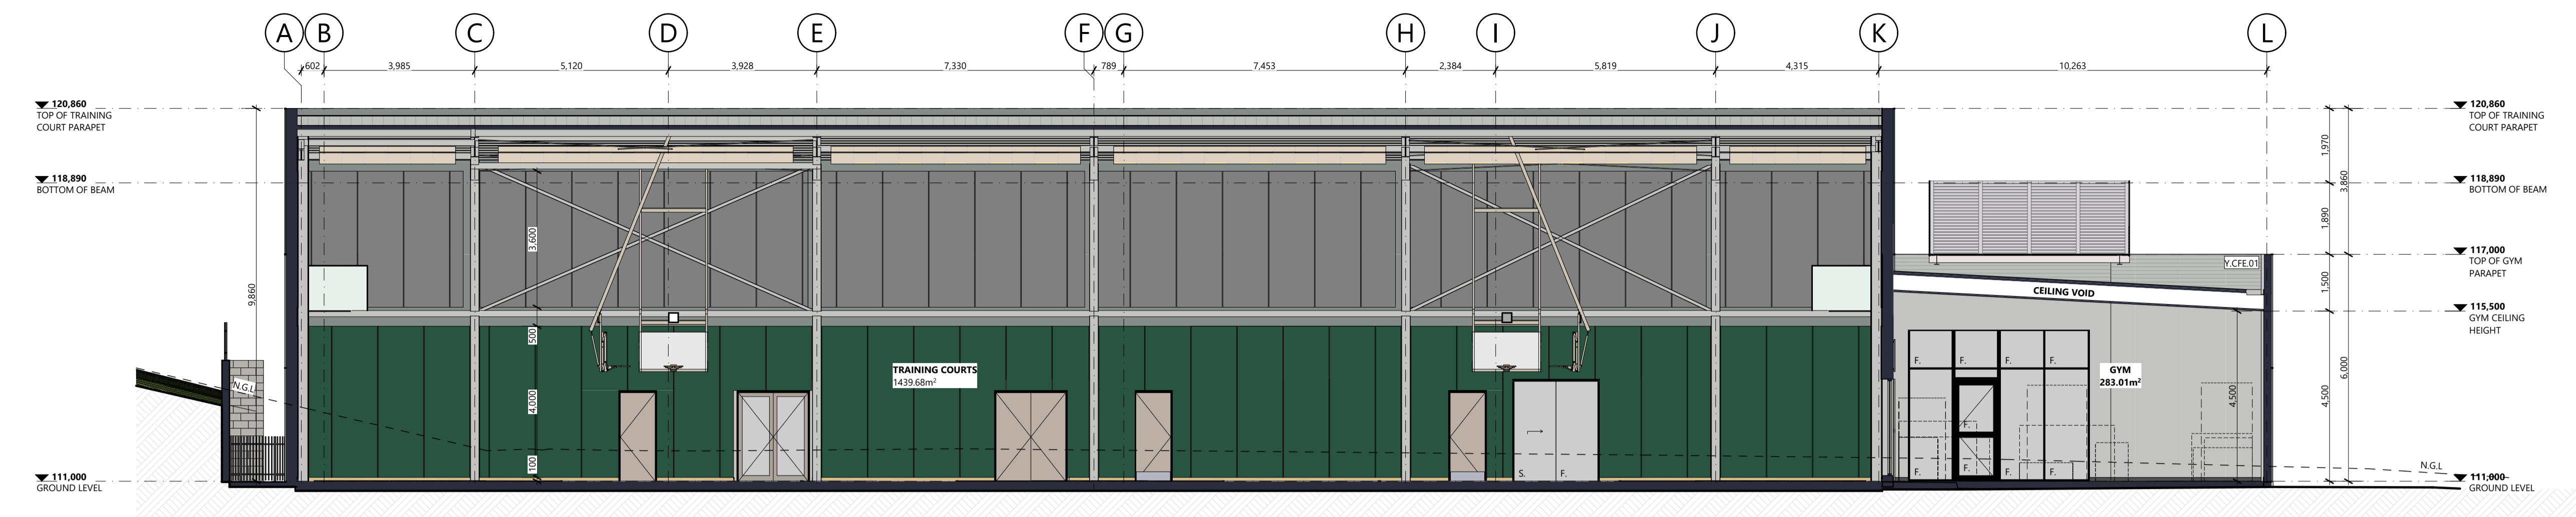 A B C D E F G H I J K L
602 3,985 5,120 3,928 7,330 789 7,453 2,384 5,819 4,315 10,263
120,860
TOP OF TRAINING
COURT PARAPET
118,890
BOTTOM OF BEAM
111,000
GROUND LEVEL
9,860
N.G.L
3,600
500
4,000
100
TRAINING COURTS
1439.68m²
S. F.
Y.CFE.01
CEILING VOID
F. F. F. F.
GYM
283.01m²
F.
F.
F. F. F.
4,500
1,970
1,890
1,500
4,500
3,860
6,000
N.G.L
120,860
TOP OF TRAINING
COURT PARAPET
118,890
BOTTOM OF BEAM
117,000
TOP OF GYM
PARAPET
115,500
GYM CEILING
HEIGHT
111,000
GROUND LEVEL